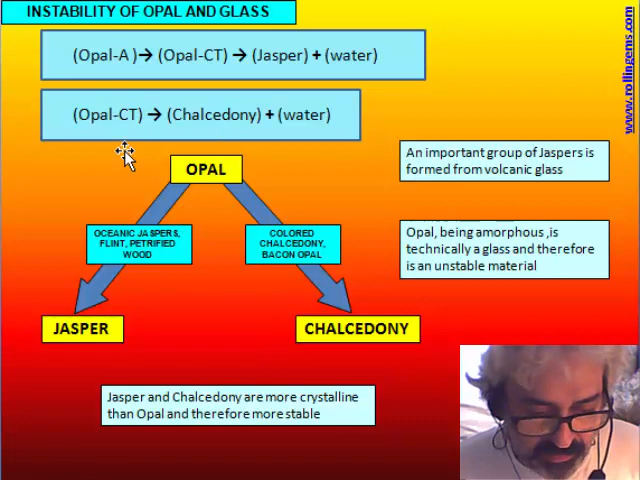 INSTABILITY OF OPAL AND GLASS
www.rollingems.com
(Opal-A )→ (Opal-CT) → (Jasper) + (water)
(Opal-CT) → (Chalcedony) + (water)
An important group of Jaspers is
formed from volcanic glass
OPAL
OCEANIC JASPERS,
FLINT, PETRIFIED
WOOD
COLORED
CHALCEDONY,
BACON OPAL
Opal, being amorphous ,is
technically a glass and therefore
is an unstable material
JASPER
CHALCEDONY
Jasper and Chalcedony are more crystalline
than Opal and therefore more stable